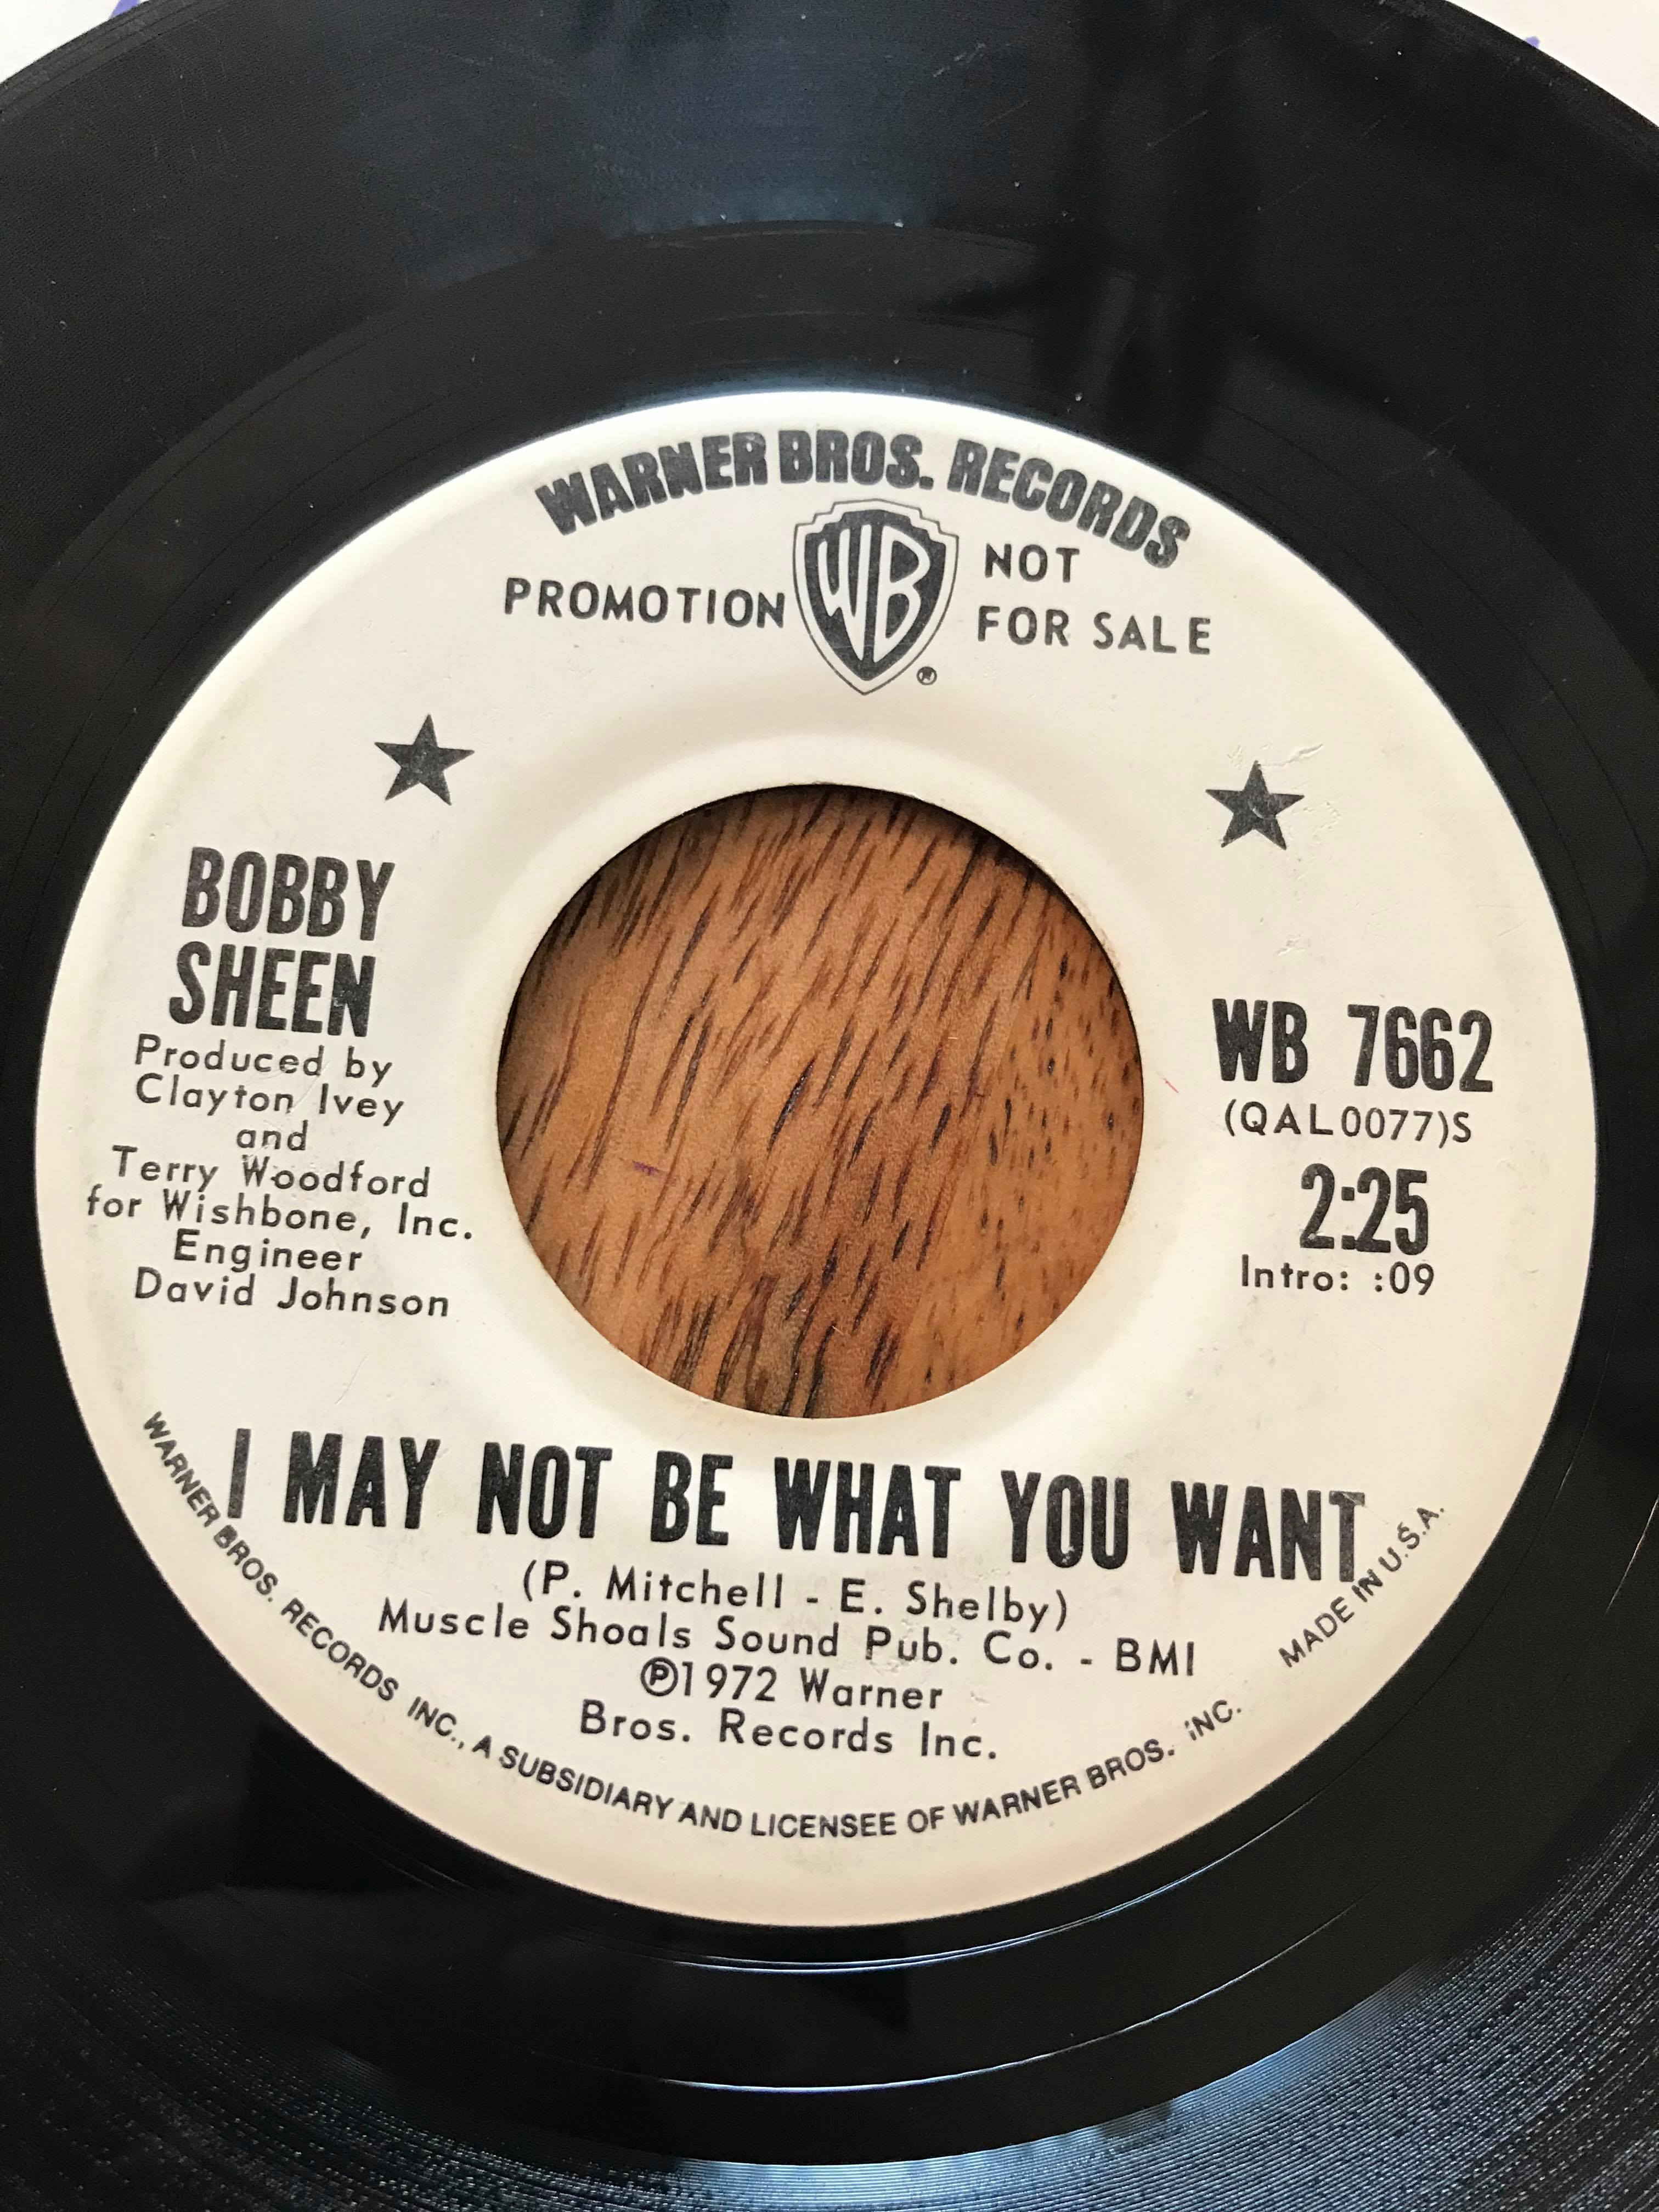 WARNER BROS. RECORDS
PROMOTION
WB
®
NOT
FOR SALE
BOBBY
SHEEN
Produced by
Clayton Ivey
and
Terry Woodford
for Wishbone, Inc.
Engineer
David Johnson
WB 7662
(QAL0077)S
2:25
Intro: :09
I MAY NOT BE WHAT YOU WANT
(P. Mitchell - E. Shelby)
Muscle Shoals Sound Pub. Co. - BMI
℗1972 Warner
Bros. Records Inc.
WARNER BROS. RECORDS INC., A SUBSIDIARY AND LICENSEE OF WARNER BROS. INC. MADE IN U.S.A.